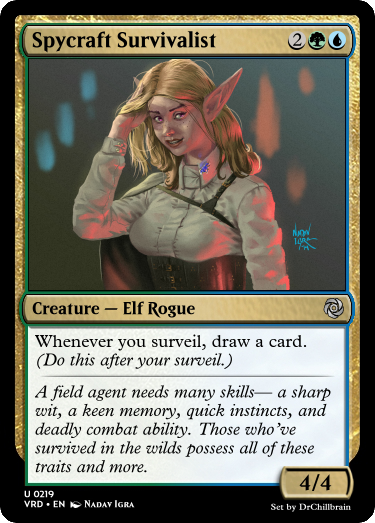 Spycraft Survivalist 2
Creature — Elf Rogue
Whenever you surveil, draw a card.
(Do this after your surveil.)
A field agent needs many skills— a sharp
wit, a keen memory, quick instincts, and
deadly combat ability. Those who've
survived in the wilds possess all of these
traits and more.
4/4
U 0219
VRD • EN Nadav Igra
Set by DrChillbrain